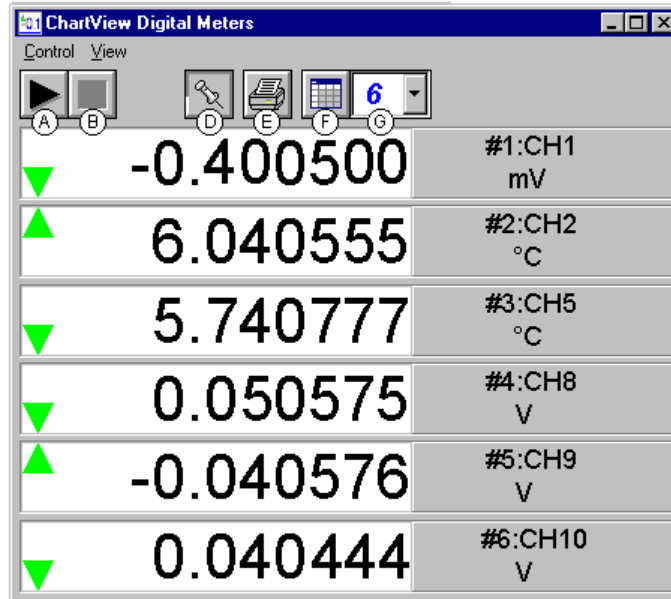 ChartView Digital Meters
Control View
6
A B D E F G
-0.400500 #1:CH1
mV
6.040555 #2:CH2
°C
5.740777 #3:CH5
°C
0.050575 #4:CH8
V
-0.040576 #5:CH9
V
0.040444 #6:CH10
V